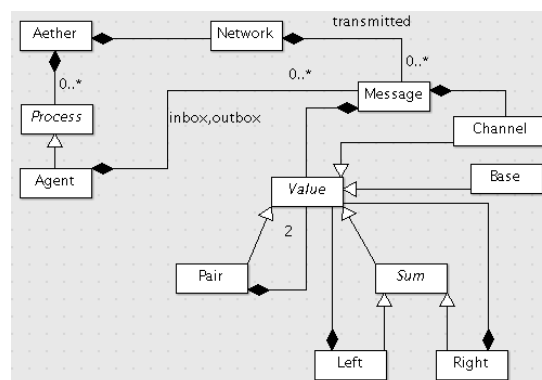 transmitted
Aether
Network
0..*
0..*
0..*
Message
Process
inbox,outbox
Channel
Agent
Base
Value
2
Pair
Sum
Left
Right